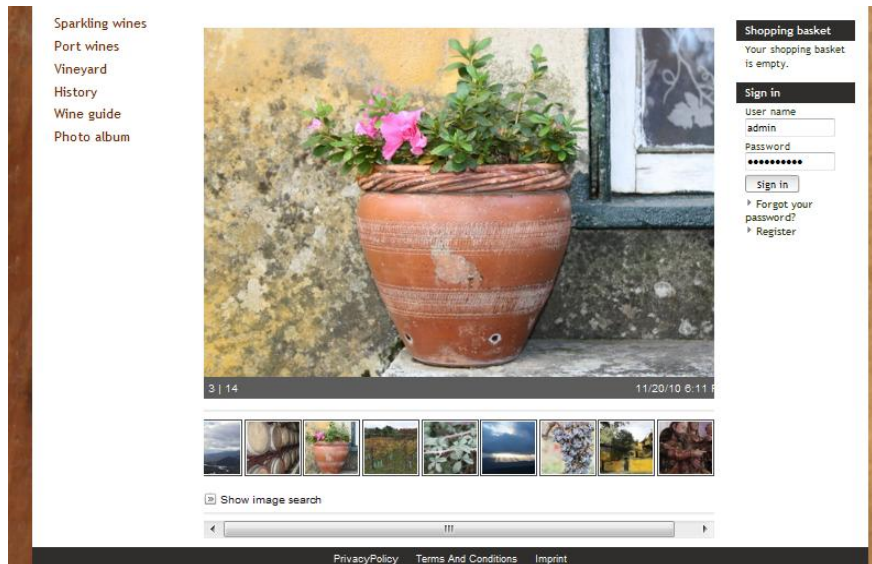 Sparkling wines
Port wines
Vineyard
History
Wine guide
Photo album
3 | 14
11/20/10 6:11
Show image search
Shopping basket
Your shopping basket
is empty.
Sign in
User name
admin
Password
••••••••••
Sign in
Forgot your
password?
Register
PrivacyPolicy Terms And Conditions Imprint